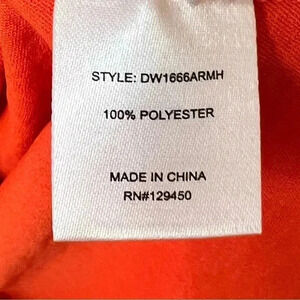 STYLE: DW1666ARMH
100% POLYESTER
MADE IN CHINA
RN#129450